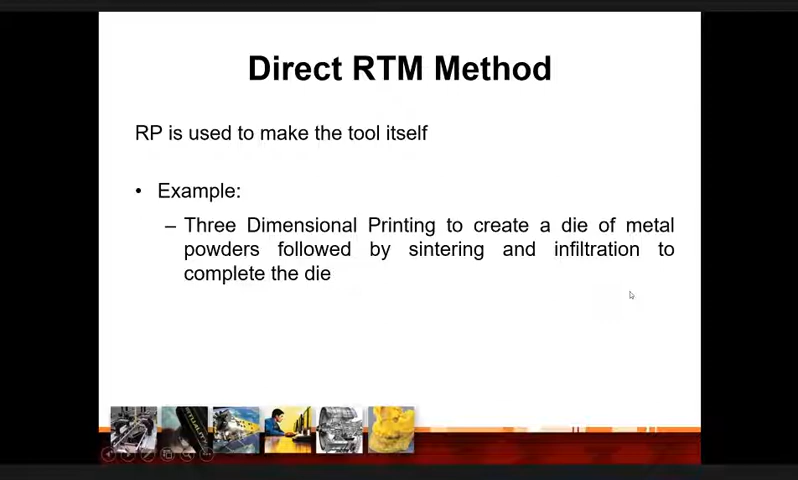 Direct RTM Method
RP is used to make the tool itself
• Example:
– Three Dimensional Printing to create a die of metal
powders followed by sintering and infiltration to
complete the die